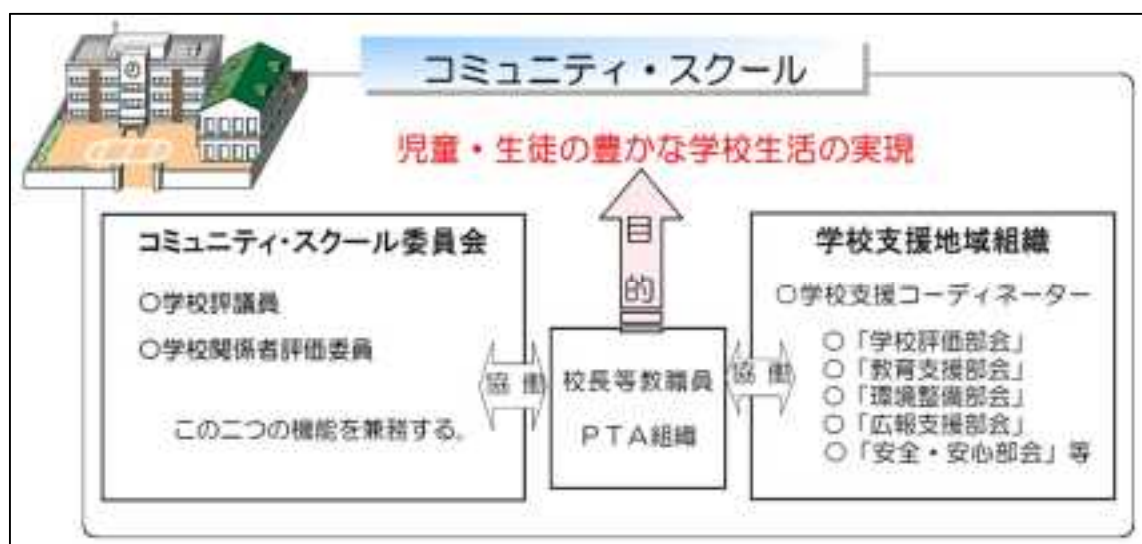 コミュニティ・スクール
児童・生徒の豊かな学校生活の実現
目的
コミュニティ・スクール委員会
○学校評議員
○学校関係者評価委員
この二つの機能を兼務する。
協働
校長等教職員
PTA組織
協働
学校支援地域組織
○学校支援コーディネーター
○「学校評価部会」
○「教育支援部会」
○「環境整備部会」
○「広報支援部会」
○「安全・安心部会」等